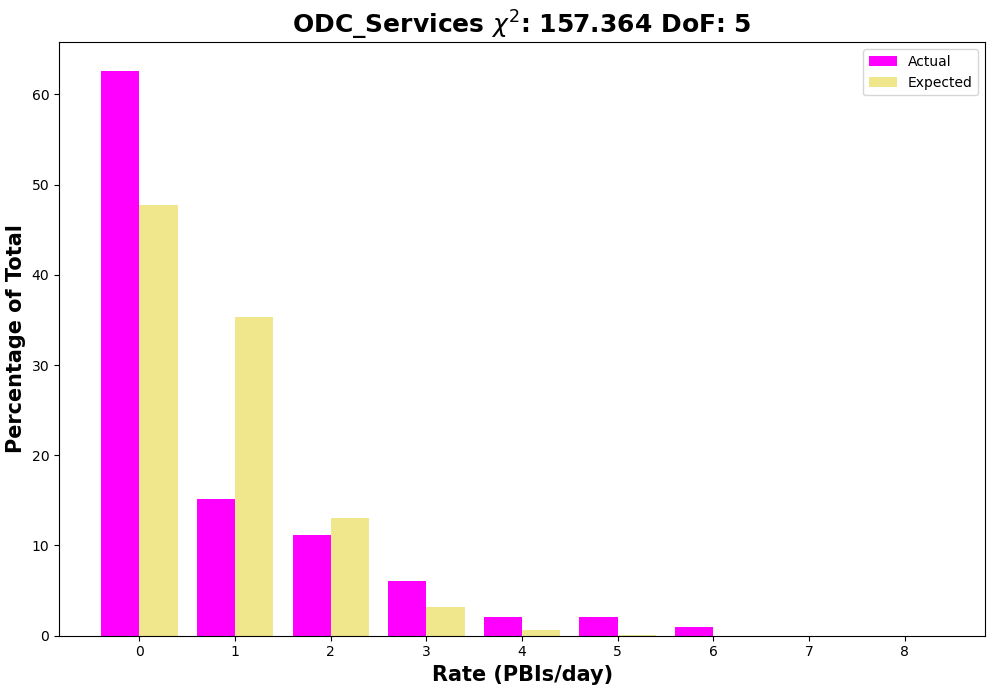 ODC_Services χ²: 157.364 DoF: 5
Actual
Expected
Percentage of Total
60
50
40
30
20
10
0
0 1 2 3 4 5 6 7 8
Rate (PBIs/day)